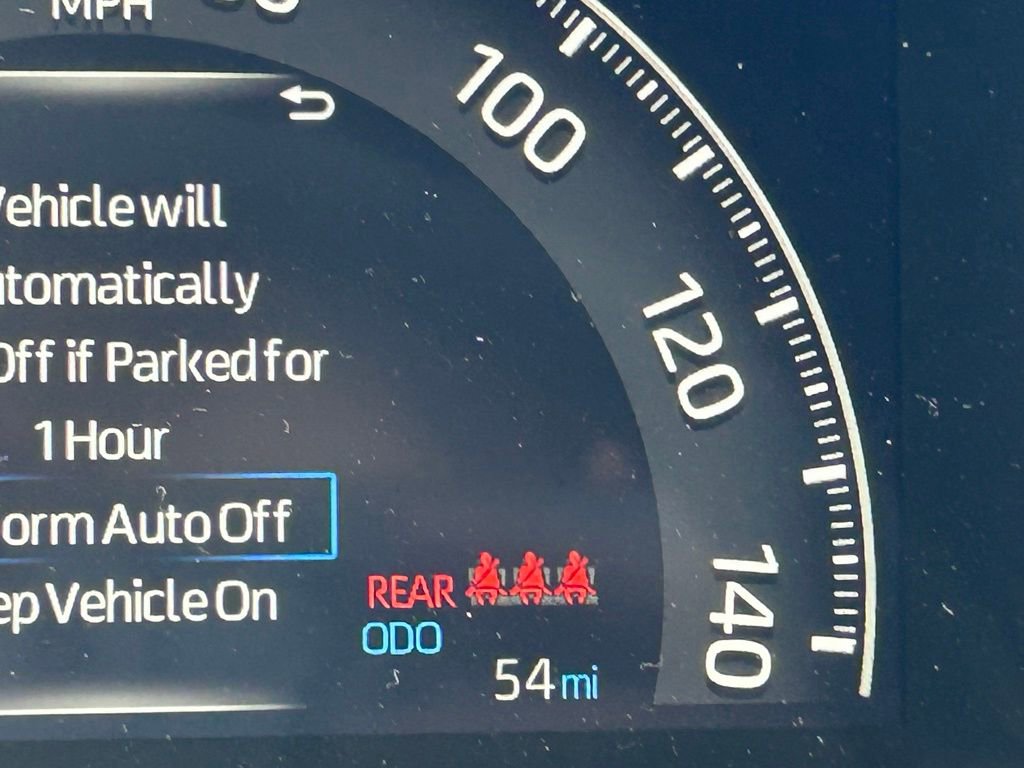 MPH
100
Vehicle will
120
utomatically
Off if Parked for
1 Hour
orm Auto Off
ep Vehicle On
140
REAR
ODO
54 mi